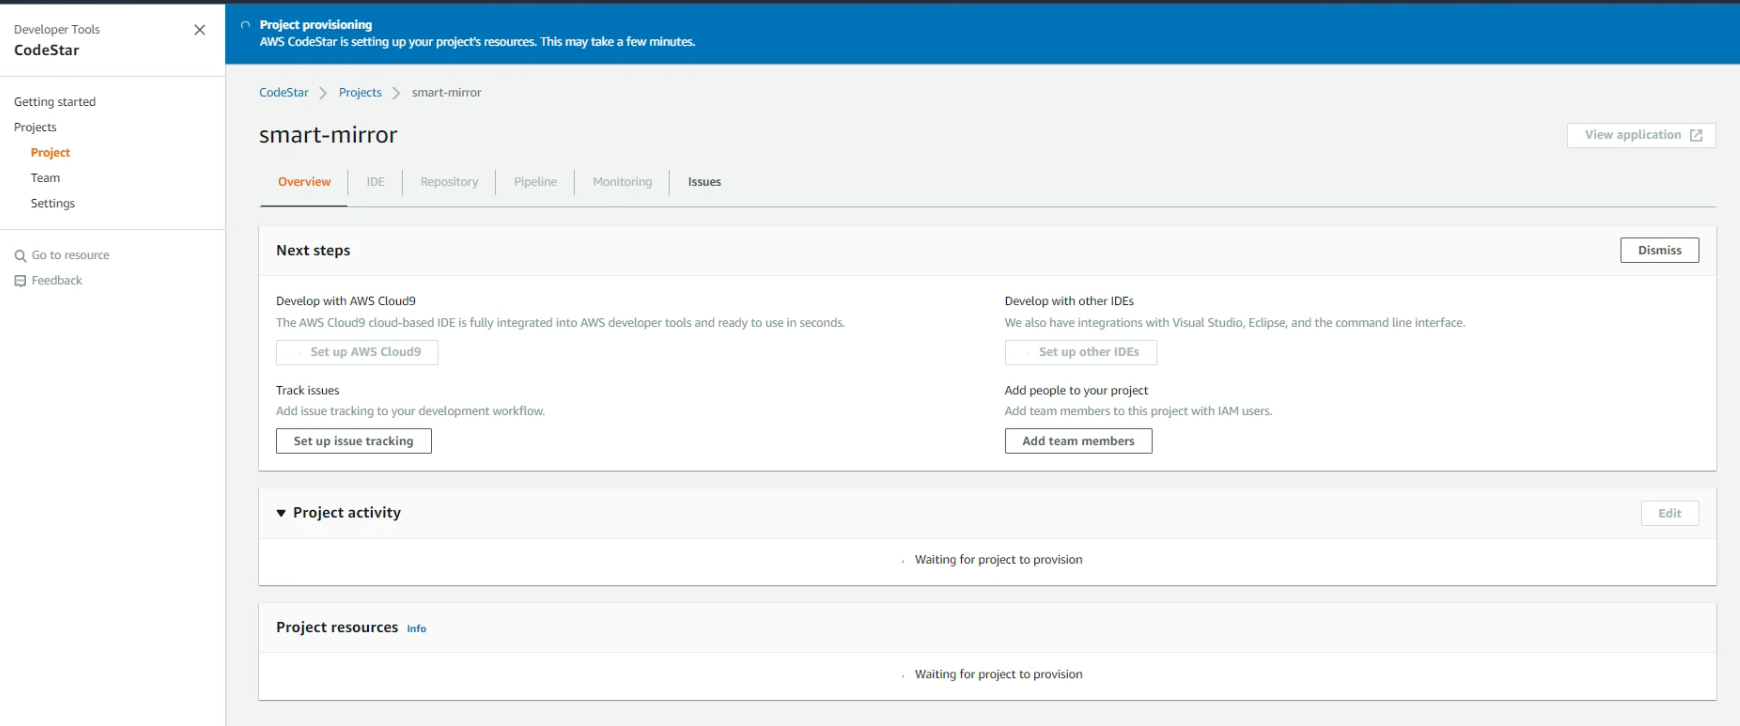 Developer Tools
CodeStar
Getting started
Projects
Project
Team
Settings
Go to resource
Feedback
Project provisioning
AWS CodeStar is setting up your project's resources. This may take a few minutes.
CodeStar > Projects > smart-mirror
smart-mirror
View application
Overview IDE Repository Pipeline Monitoring Issues
Next steps
Dismiss
Develop with AWS Cloud9
The AWS Cloud9 cloud-based IDE is fully integrated into AWS developer tools and ready to use in seconds.
Set up AWS Cloud9
Develop with other IDEs
We also have integrations with Visual Studio, Eclipse, and the command line interface.
Set up other IDEs
Track issues
Add issue tracking to your development workflow.
Set up issue tracking
Add people to your project
Add team members to this project with IAM users.
Add team members
Project activity
Edit
Waiting for project to provision
Project resources Info
Waiting for project to provision